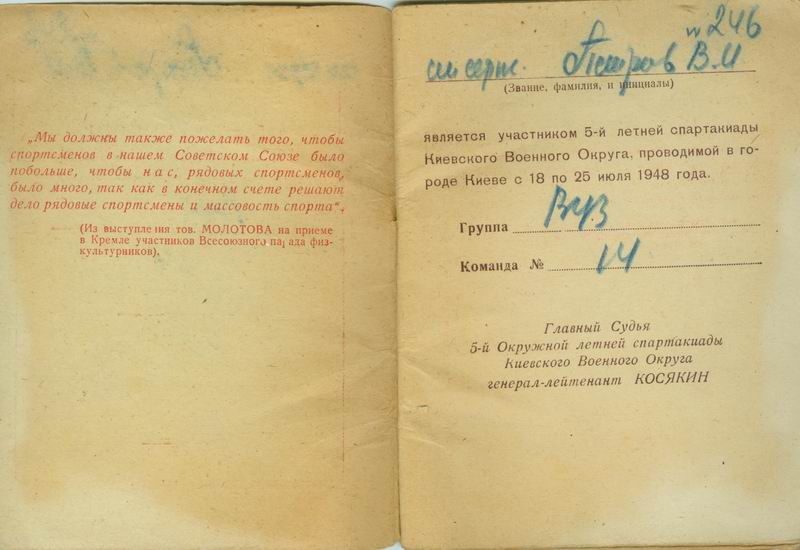 „Мы должны также пожелать того, чтобы
спортсменов в нашем Советском Союзе было
побольше, чтобы нас, рядовых спортсменов,
было много, так как в конечном счете решают
дело рядовые спортсмены и массовость спорта“.
(Из выступления тов. МОЛОТОВА на приеме
в Кремле участников Всесоюзного парада физ-
культурников).
№ 246
мл. серж. Петров В.И.
(Звание, фамилия, и инициалы)
является участником 5-й летней спартакиады
Киевского Военного Округа, проводимой в го-
роде Киеве с 18 по 25 июля 1948 года.
Группа Вуз
Команда № 14
Главный Судья
5-й Окружной летней спартакиады
Киевского Военного Округа
генерал-лейтенант КОСЯКИН